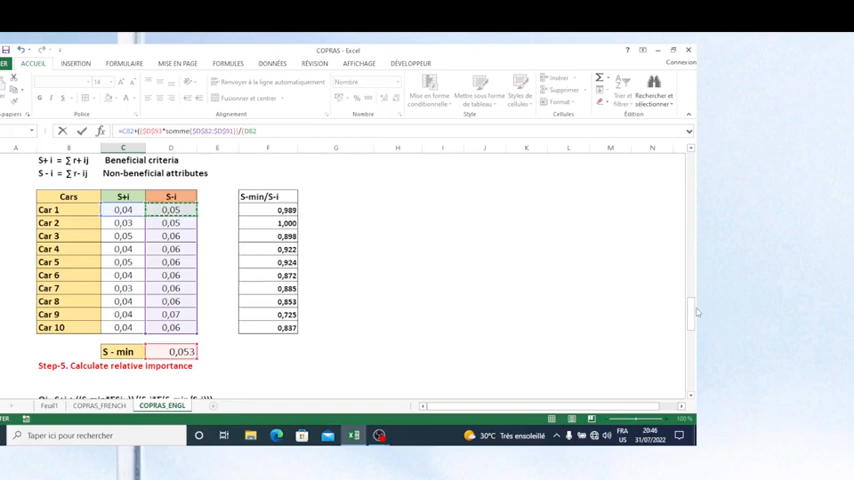 COPRAS - Excel
Connexion
ACCUEIL INSERTION FORMULAIRE MISE EN PAGE FORMULES DONNÉES RÉVISION AFFICHAGE DÉVELOPPEUR
14 Renvoyer à la ligne automatiquement Nombre Insérer
G Fusionner et centrer Mise en forme conditionnelle Mettre sous forme de tableau Styles de cellules Supprimer Format Trier et Rechercher et sélectionner
Police Alignement Nombre Style Cellules Édition
=C82+(($D$93*somme($D$82:$D$91))/(D82
A B C D E F G H I J K L M N
S+ i = ∑ r+ ij Beneficial criteria
S - i = ∑ r- ij Non-beneficial attributes
Cars S+i S-i S-min/S-i
Car 1 0,04 0,05 0,989
Car 2 0,03 0,05 1,000
Car 3 0,05 0,06 0,898
Car 4 0,04 0,06 0,922
Car 5 0,05 0,06 0,924
Car 6 0,04 0,06 0,872
Car 7 0,03 0,06 0,885
Car 8 0,04 0,06 0,853
Car 9 0,04 0,07 0,725
Car 10 0,04 0,06 0,837
S - min 0,053
Step-5. Calculate relative importance
Feuil1 COPRAS_FRENCH COPRAS_ENGL
100 %
Taper ici pour rechercher 30°C Très ensoleillé FRA 20:46
US 31/07/2022